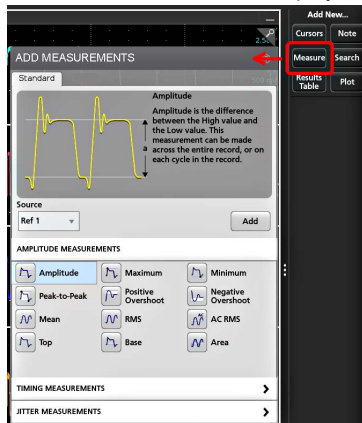 Add New...
Cursors
Note
ADD MEASUREMENTS
Measure
Search
Standard
Results Table
Plot
Amplitude
Amplitude is the difference
between the High value and
the Low value. This
measurement can be made
a across the entire record, or on
each cycle in the record.
Source
Ref 1
Add
AMPLITUDE MEASUREMENTS
Amplitude
Maximum
Minimum
Peak-to-Peak
Positive Overshoot
Negative Overshoot
Mean
RMS
AC RMS
Top
Base
Area
TIMING MEASUREMENTS
JITTER MEASUREMENTS